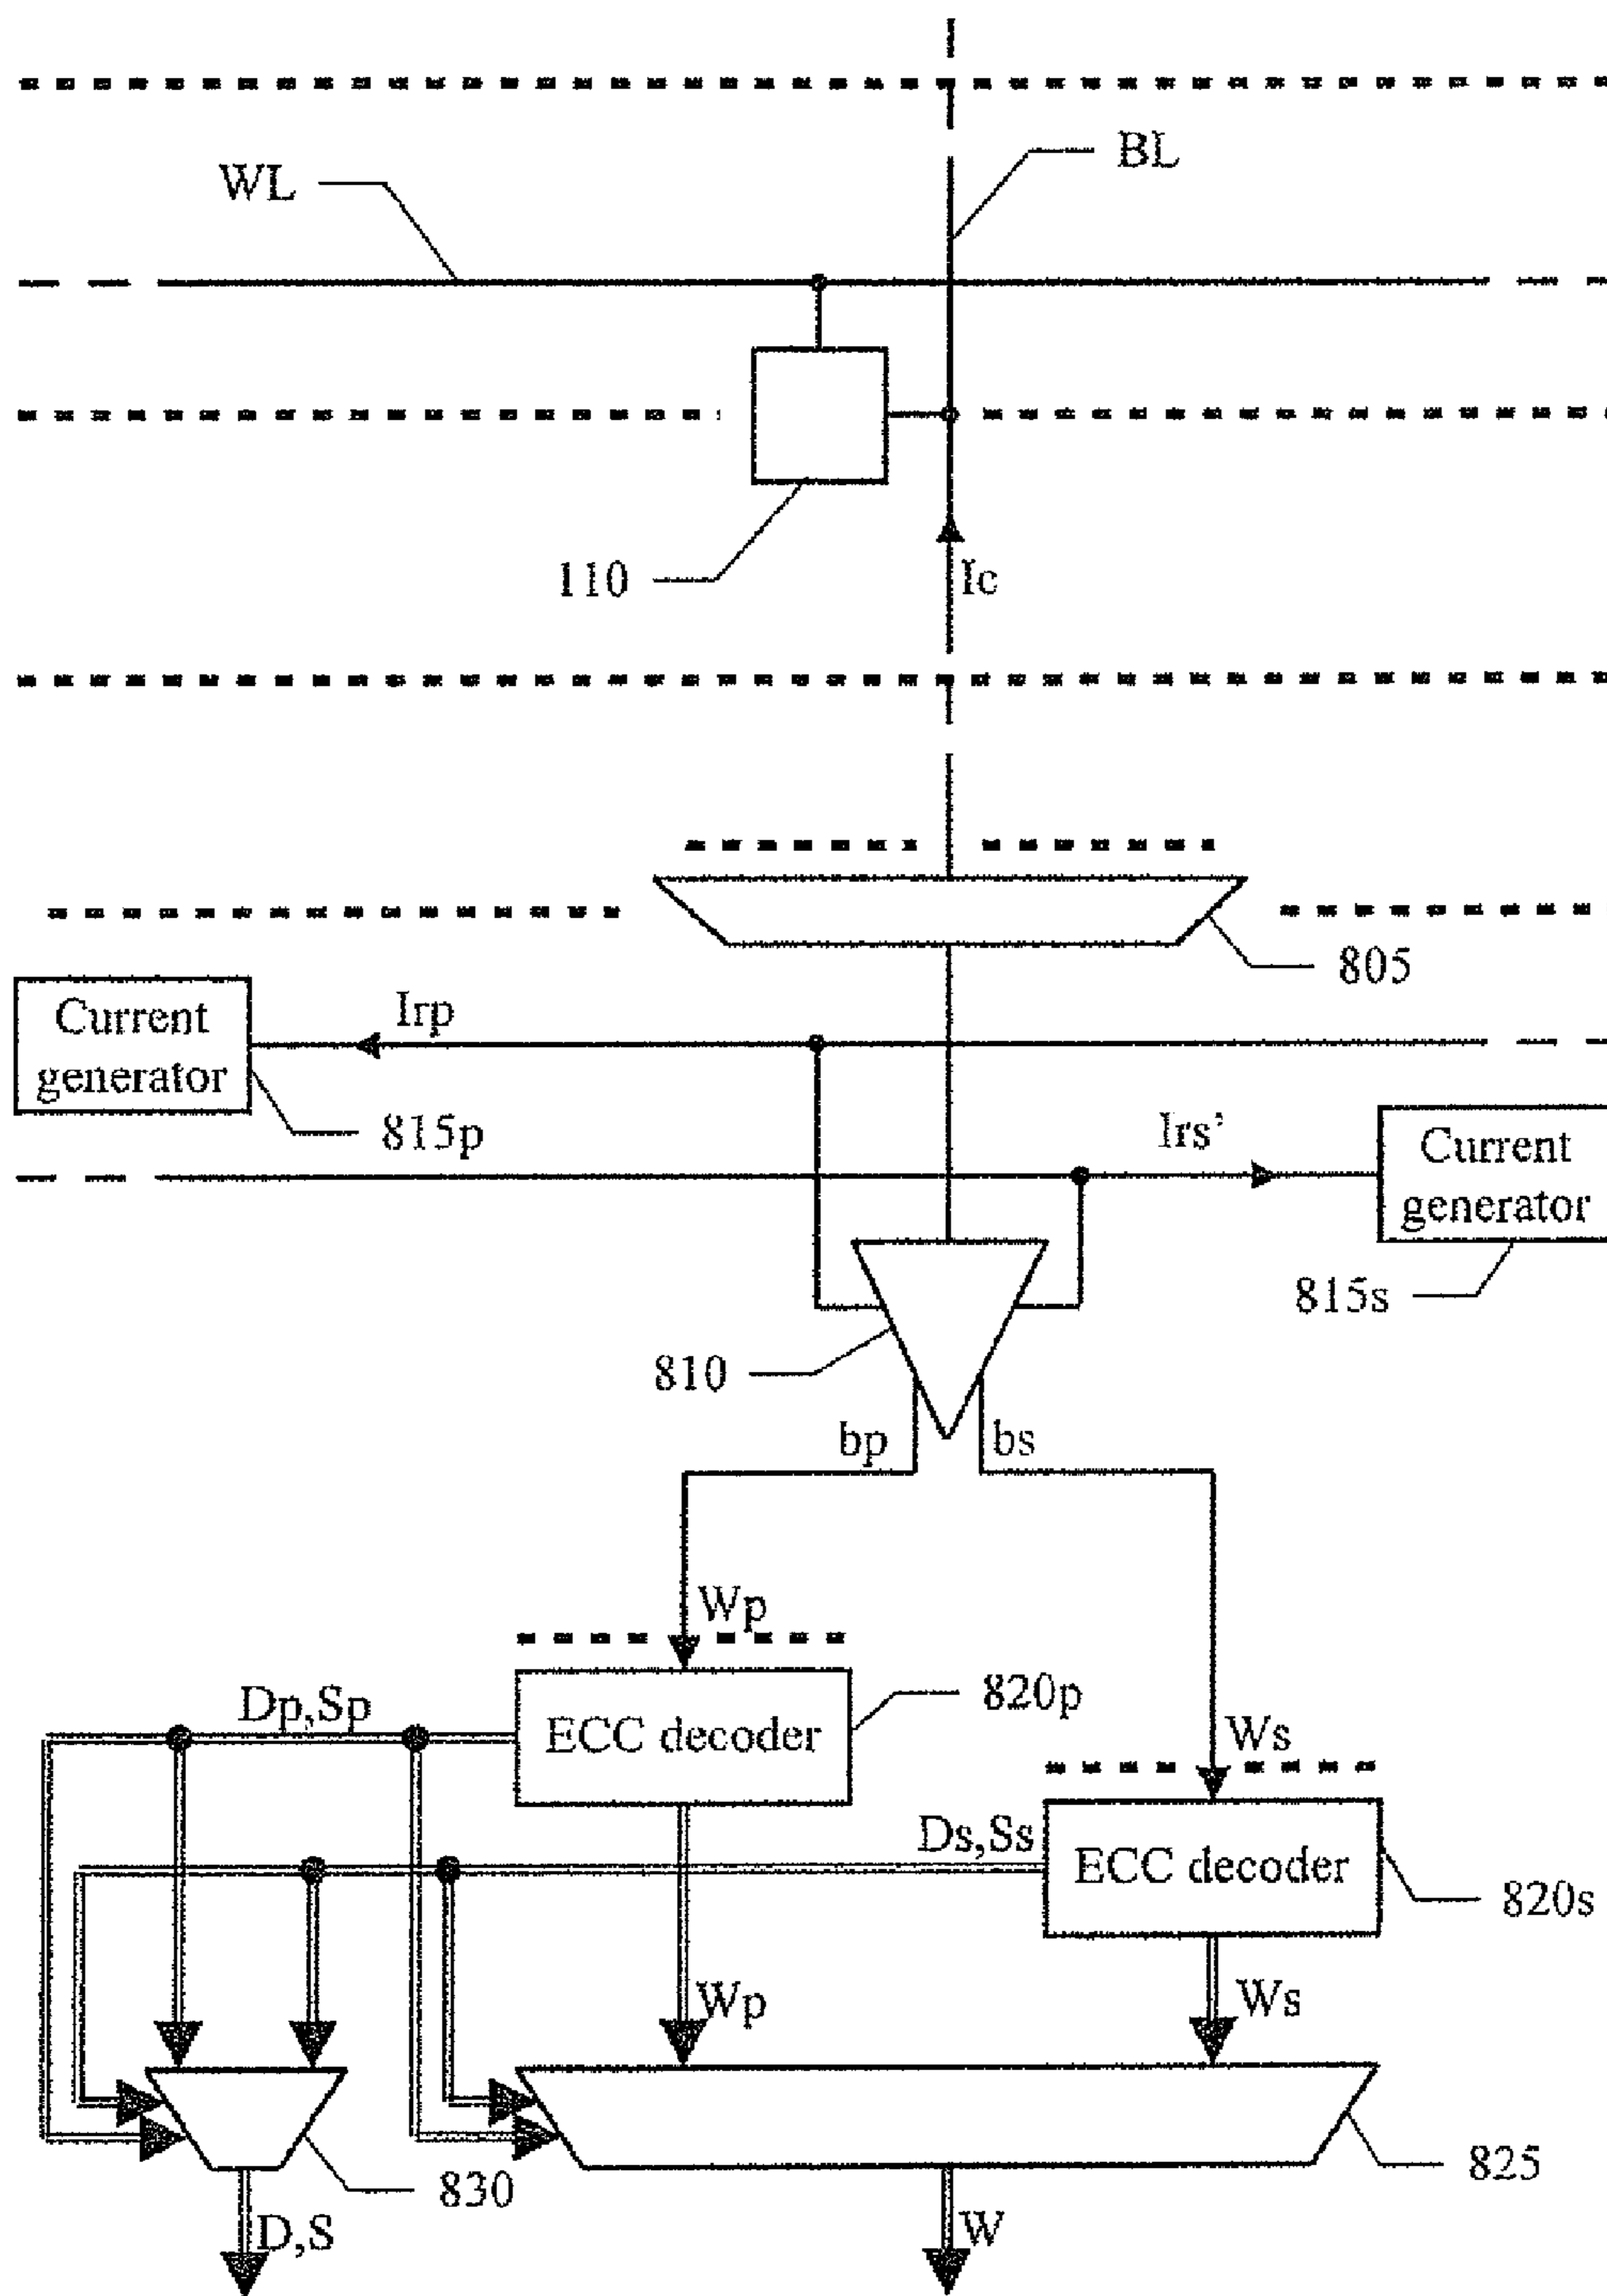 BL
WL
110
Ic
805
Current
generator
Irp
815p
Irs'
Current
generator
815s
810
bp
bs
Wp
820p
Dp,Sp
ECC decoder
Ws
Ds,Ss
ECC decoder
820s
Wp
Ws
830
825
D,S
W